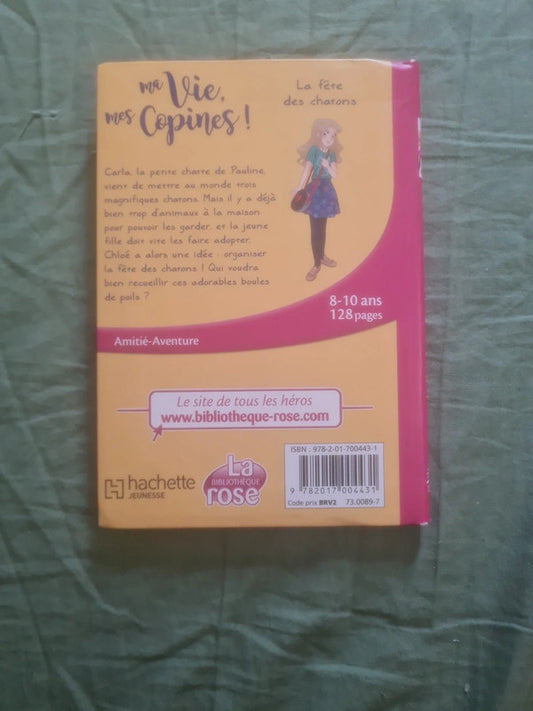 ma Vie,
mes Copines !
La fête
des chatons
Carla, la petite chatte de Pauline,
vient de mettre au monde trois
magnifiques chatons. Mais il y a déjà
bien trop d'animaux à la maison
pour pouvoir les garder, et la jeune
fille doit vite les faire adopter.
Chloé a alors une idée : organiser
la fête des chatons ! Qui voudra
bien recueillir ces adorables boules
de poils ?
8-10 ans
128 pages
Amitié-Aventure
Le site de tous les héros
www.bibliotheque-rose.com
hachette
JEUNESSE
La
BIBLIOTHÈQUE
rose
ISBN : 978-2-01-700443-1
9 782017 004431
Code prix BRV2 73.0089-7